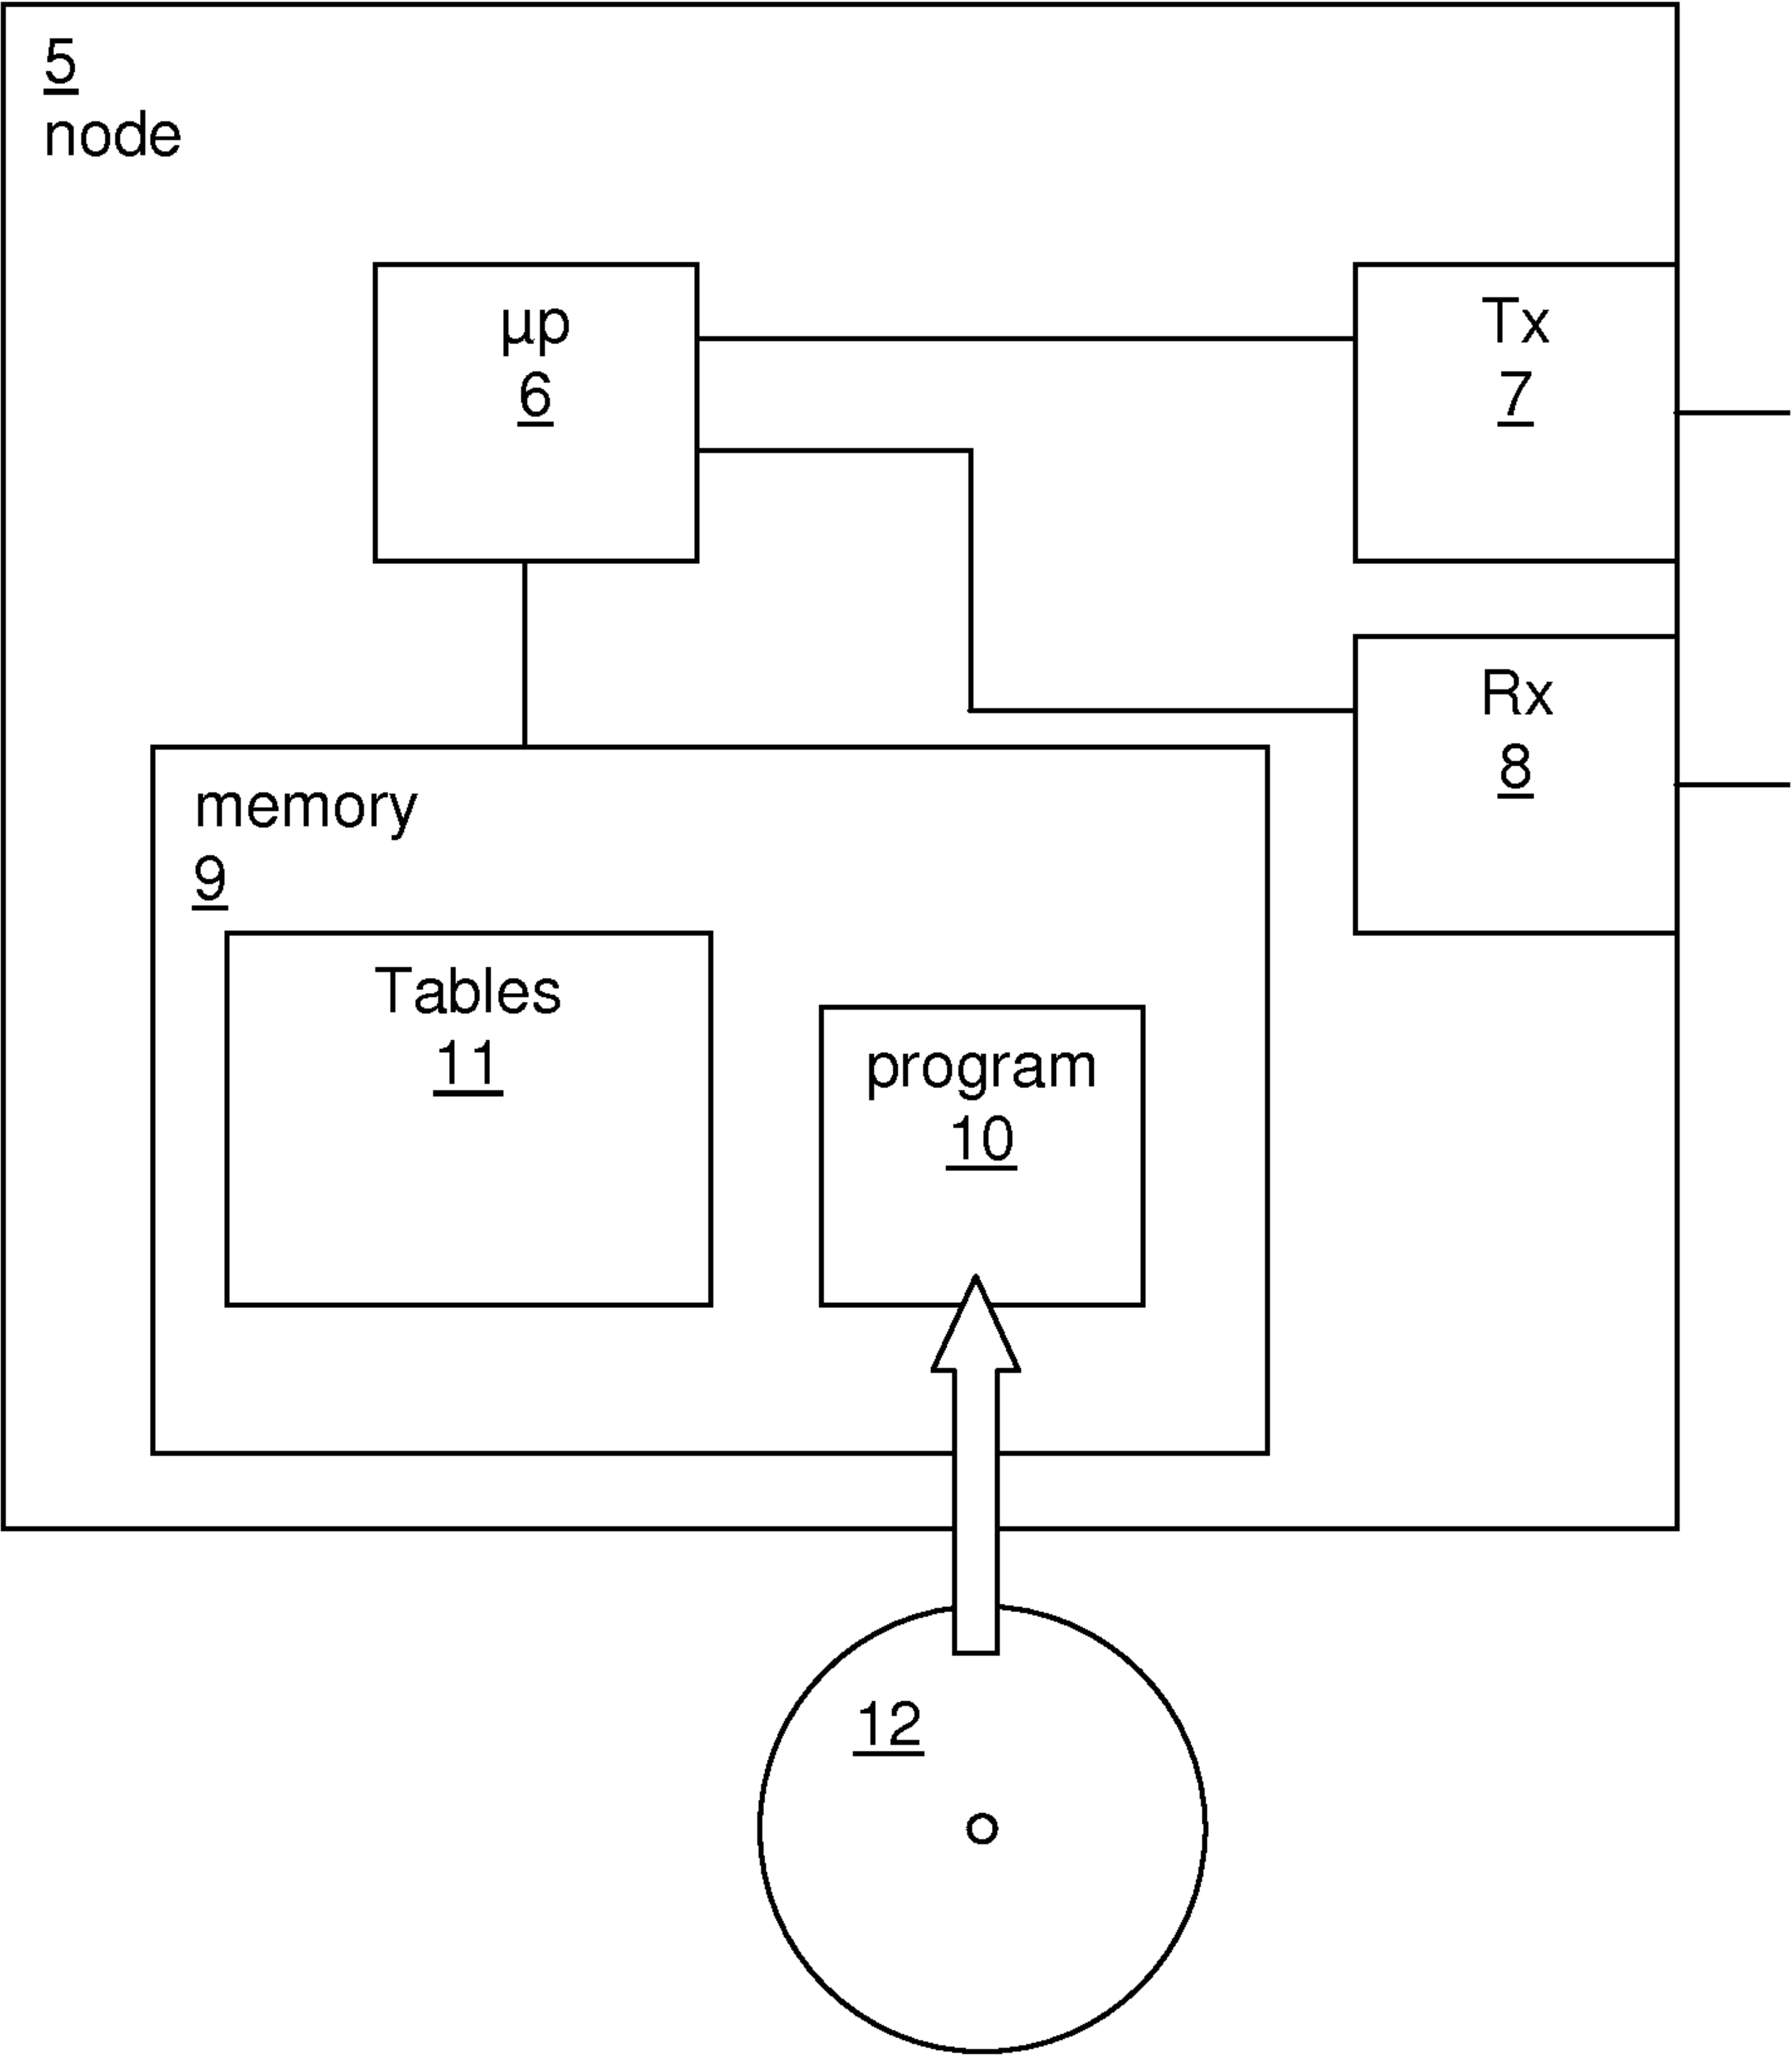 5
node
µp
6
Tx
7
Rx
8
memory
9
Tables
11
program
10
12